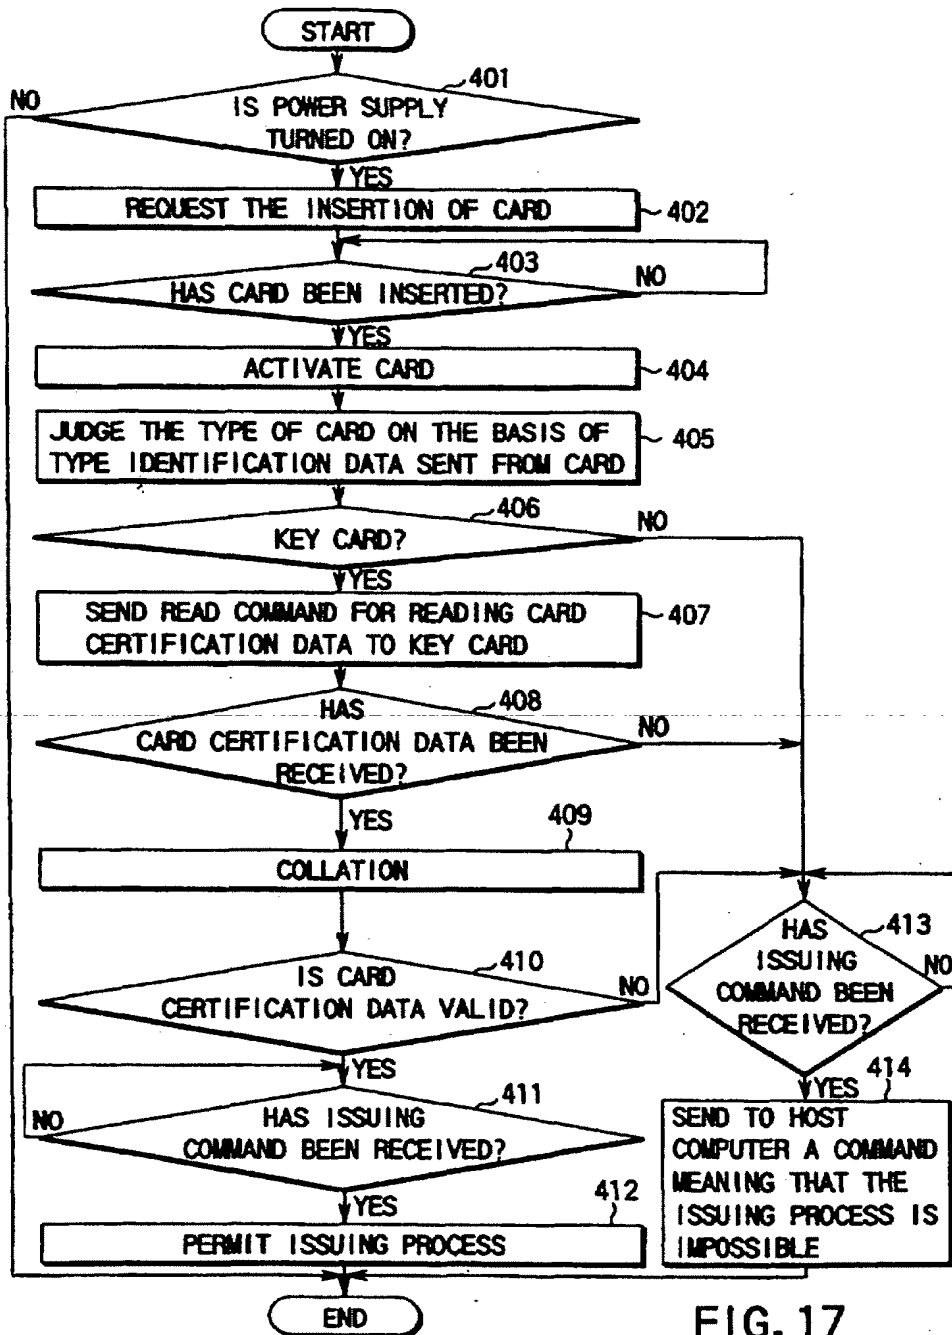 START
401
IS POWER SUPPLY
TURNED ON?
NO
YES
REQUEST THE INSERTION OF CARD
402
403
HAS CARD BEEN INSERTED?
NO
YES
ACTIVATE CARD
404
JUDGE THE TYPE OF CARD ON THE BASIS OF
TYPE IDENTIFICATION DATA SENT FROM CARD
405
406
KEY CARD?
NO
YES
SEND READ COMMAND FOR READING CARD
CERTIFICATION DATA TO KEY CARD
407
408
HAS
CARD CERTIFICATION DATA BEEN
RECEIVED?
NO
YES
409
COLLATION
410
IS CARD
CERTIFICATION DATA VALID?
NO
YES
411
HAS ISSUING
COMMAND BEEN RECEIVED?
NO
YES
412
PERMIT ISSUING PROCESS
413
HAS
ISSUING
COMMAND BEEN
RECEIVED?
NO
YES
414
SEND TO HOST
COMPUTER A COMMAND
MEANING THAT THE
ISSUING PROCESS IS
IMPOSSIBLE
END
FIG. 17